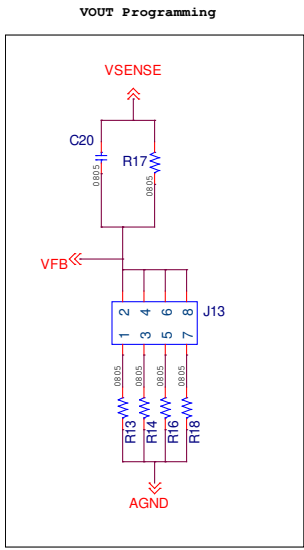 VOUT Programming
VSENSE
C20
R17
0805
0805
VFB
J13
2 4 6 8
1 3 5 7
0805 0805 0805 0805
R13 R14 R16 R18
AGND